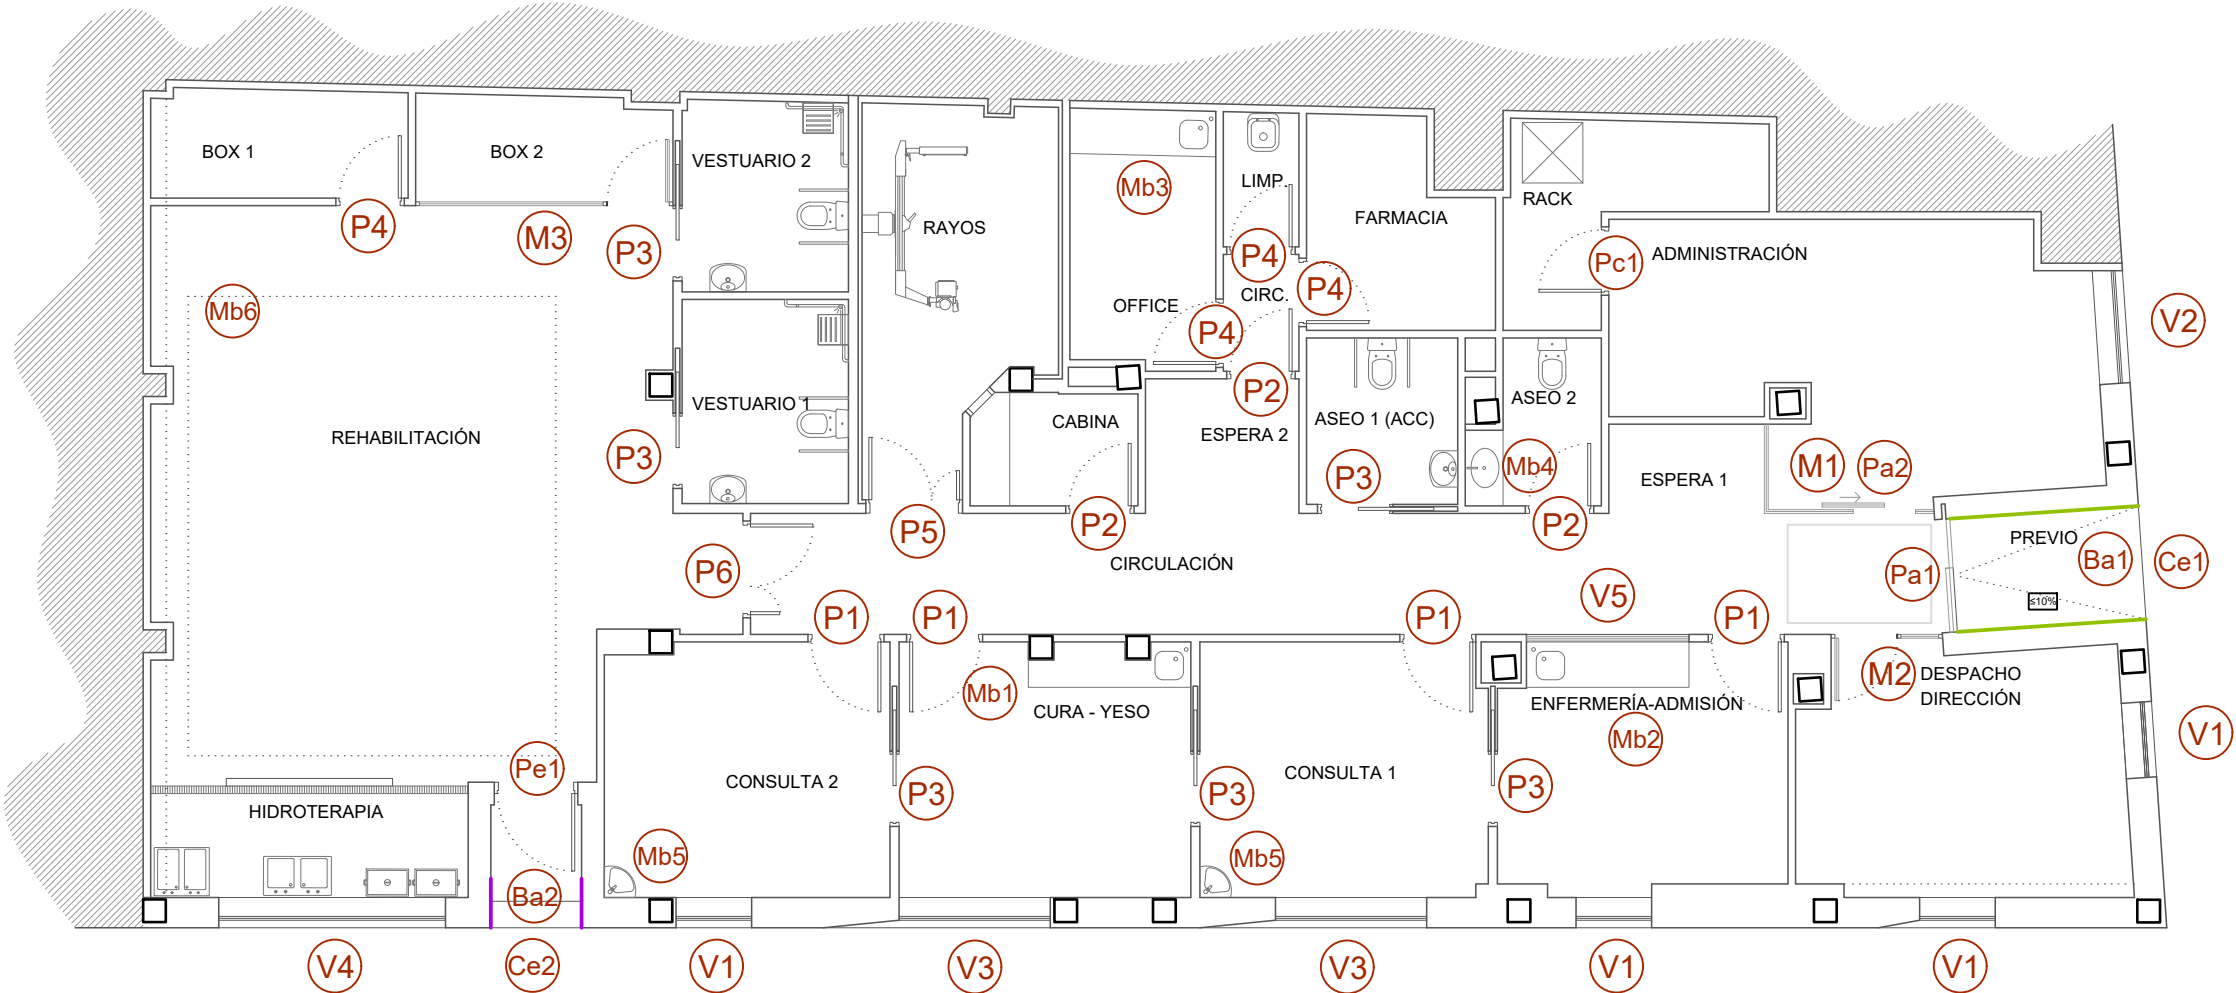 BOX 1
BOX 2
VESTUARIO 2
Mb3
LIMP.
RACK
FARMACIA
P4
M3
P3
RAYOS
P4
Pc1
ADMINISTRACIÓN
Mb6
OFFICE
CIRC.
P4
P4
V2
VESTUARIO 1
P2
ASEO 2
REHABILITACIÓN
CABINA
ESPERA 2
ASEO 1 (ACC)
P3
P3
Mb4
ESPERA 1
M1
Pa2
P5
P2
P2
PREVIO
P6
CIRCULACIÓN
V5
Pa1
Ba1
Ce1
≤10%
P1
P1
P1
P1
Mb1
CURA - YESO
ENFERMERÍA-ADMISIÓN
M2
DESPACHO
DIRECCIÓN
Mb2
V1
Pe1
CONSULTA 2
P3
P3
CONSULTA 1
P3
HIDROTERAPIA
Mb5
Mb5
Ba2
V4
Ce2
V1
V3
V3
V1
V1